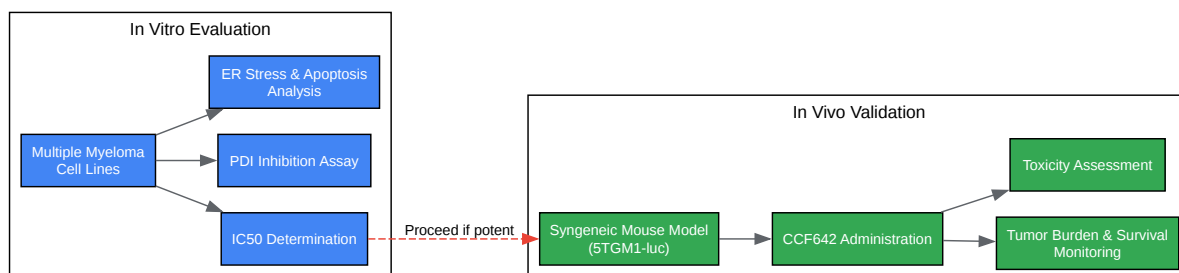 In Vitro Evaluation
ER Stress & Apoptosis
Analysis
Multiple Myeloma
Cell Lines
PDI Inhibition Assay
IC50 Determination
Proceed if potent
In Vivo Validation
Toxicity Assessment
Syngeneic Mouse Model
(5TGM1-luc)
CCF642 Administration
Tumor Burden & Survival
Monitoring